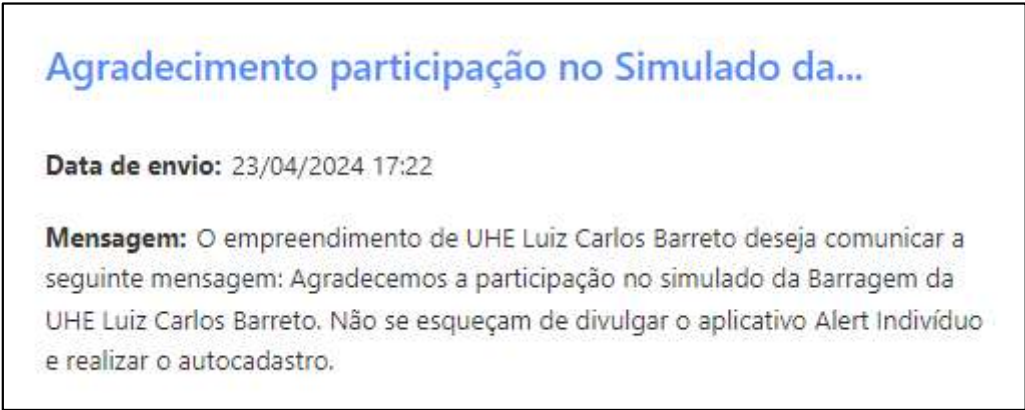 Agradecimento participação no Simulado da...
Data de envio: 23/04/2024 17:22
Mensagem: O empreendimento de UHE Luiz Carlos Barreto deseja comunicar a
seguinte mensagem: Agradecemos a participação no simulado da Barragem da
UHE Luiz Carlos Barreto. Não se esqueçam de divulgar o aplicativo Alert Indivíduo
e realizar o autocadastro.